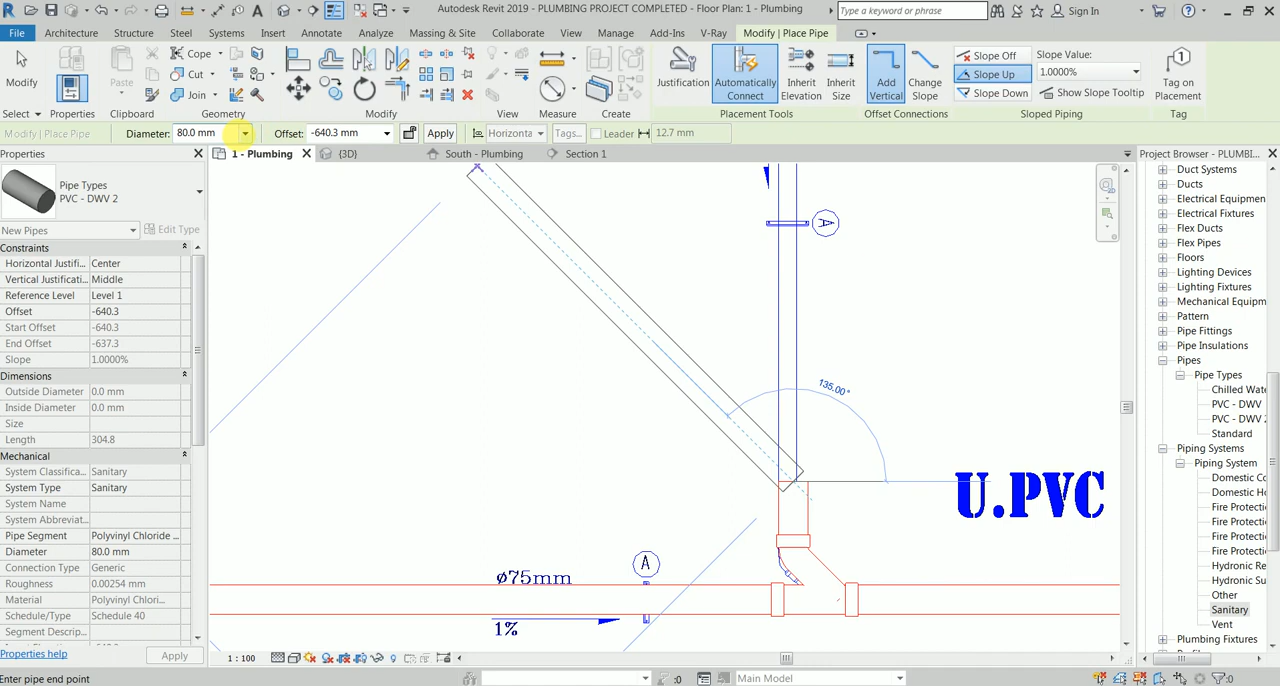 Autodesk Revit 2019 - PLUMBING PROJECT COMPLETED - Floor Plan: 1 - Plumbing
Type a keyword or phrase
Sign In
File Architecture Structure Steel Systems Insert Annotate Analyze Massing & Site Collaborate View Manage Add-Ins V-Ray Modify | Place Pipe
Modify
Properties
Paste
Cope
Cut
Join
Justification
Automatically Connect
Inherit Elevation
Inherit Size
Add Vertical
Change Slope
Slope Off
Slope Up
Slope Down
Slope Value:
1.0000%
Show Slope Tooltip
Tag on Placement
Select Properties Clipboard Geometry Modify View Measure Create Placement Tools Offset Connections Sloped Piping Tag
Modify | Place Pipe Diameter: 80.0 mm Offset: -640.3 mm Apply Horizonta Tags... Leader 12.7 mm
Properties
1 - Plumbing {3D} South - Plumbing Section 1
Project Browser - PLUMBI...
Pipe Types
PVC - DWV 2
New Pipes Edit Type
Constraints
Horizontal Justifi... Center
Vertical Justificati... Middle
Reference Level Level 1
Offset -640.3
Start Offset -640.3
End Offset -637.3
Slope 1.0000%
Dimensions
Outside Diameter 0.0 mm
Inside Diameter 0.0 mm
Size
Length 304.8
Mechanical
System Classifica... Sanitary
System Type Sanitary
System Name
System Abbreviat...
Pipe Segment Polyvinyl Chloride ...
Diameter 80.0 mm
Connection Type Generic
Roughness 0.00254 mm
Material Polyvinyl Chlori...
Schedule/Type Schedule 40
Segment Descrip...
Properties help Apply
A
135.00°
U.PVC
A
ø75mm
1%
Duct Systems
Ducts
Electrical Equipmen
Electrical Fixtures
Flex Ducts
Flex Pipes
Floors
Lighting Devices
Lighting Fixtures
Mechanical Equipm
Pattern
Pipe Fittings
Pipe Insulations
Pipes
Pipe Types
Chilled Wate
PVC - DWV
PVC - DWV 2
Standard
Piping Systems
Piping System
Domestic Co
Domestic Ho
Fire Protecti
Fire Protecti
Fire Protecti
Fire Protecti
Hydronic Re
Hydronic Su
Other
Sanitary
Vent
Plumbing Fixtures
1 : 100
Enter pipe end point
:0
Main Model
:0